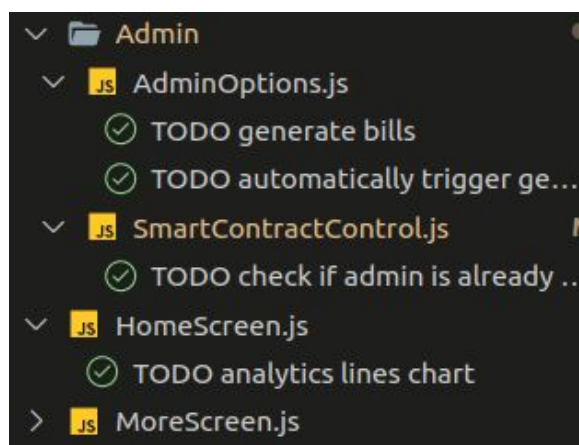 Admin
JS AdminOptions.js
TODO generate bills
TODO automatically trigger ge...
JS SmartContractControl.js
TODO check if admin is already ..
JS HomeScreen.js
TODO analytics lines chart
JS MoreScreen.js